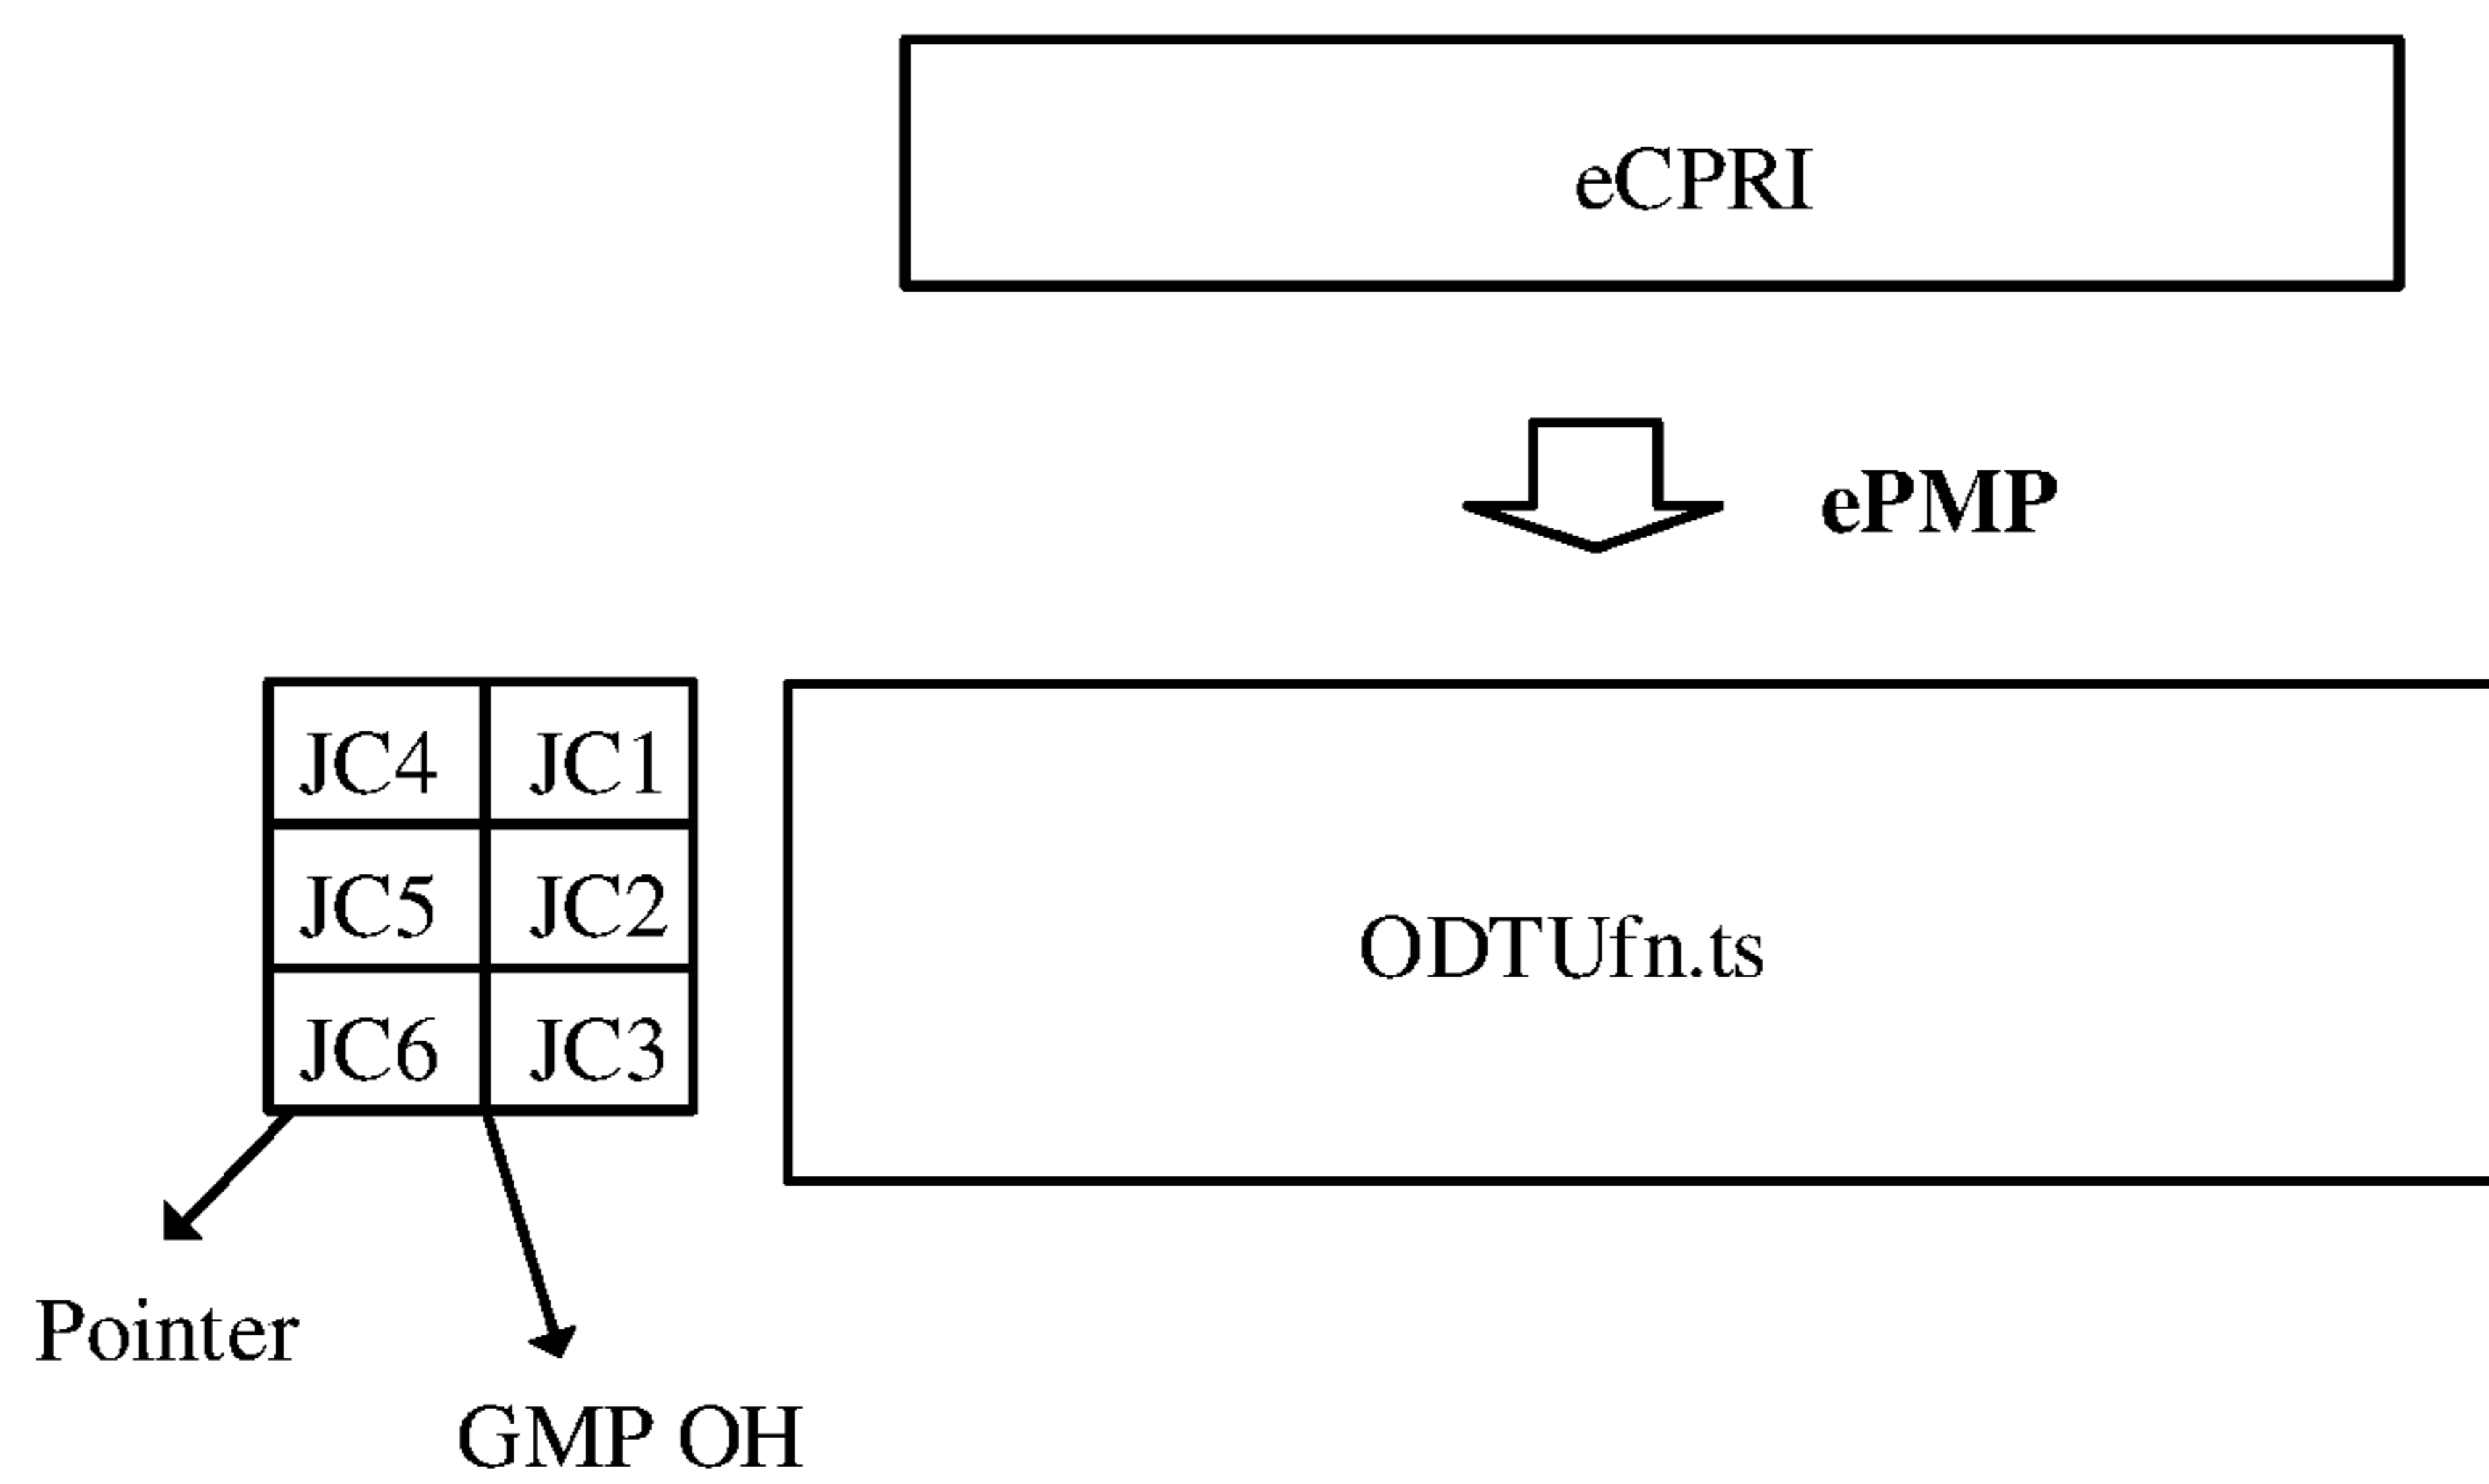 eCPRI
ePMP
JC4 JC1
JC5 JC2
ODTUfn.ts
JC6 JC3
Pointer
GMP OH